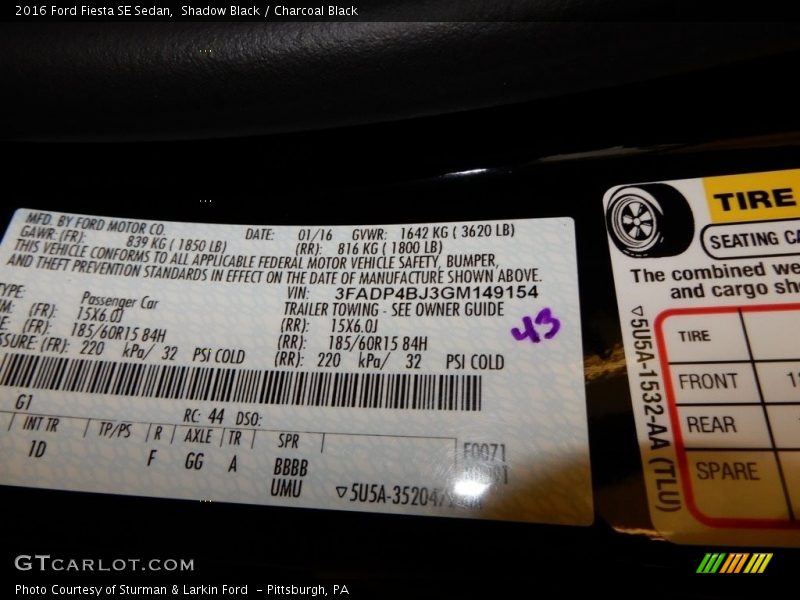 2016 Ford Fiesta SE Sedan,  Shadow Black / Charcoal Black
MFD. BY FORD MOTOR CO.
DATE: 01/16 GVWR: 1642 KG ( 3620 LB)
GAWR: (FR): 839 KG ( 1850 LB) (RR): 816 KG ( 1800 LB)
THIS VEHICLE CONFORMS TO ALL APPLICABLE FEDERAL MOTOR VEHICLE SAFETY, BUMPER,
AND THEFT PREVENTION STANDARDS IN EFFECT ON THE DATE OF MANUFACTURE SHOWN ABOVE.
VIN: 3FADP4BJ3GM149154
TYPE: Passenger Car TRAILER TOWING - SEE OWNER GUIDE
(FR): 15X6.0J (RR): 15X6.0J
(FR): 185/60R15 84H (RR): 185/60R15 84H
(FR): 220 kPa/ 32 PSI COLD (RR): 220 kPa/ 32 PSI COLD
43
G1 RC: 44 DSO:
INT TR TP/PS R AXLE TR SPR
1D F GG A BBBB
UMU
F0071
▽5U5A-35204
TIRE
SEATING
The combined
and cargo
TIRE
FRONT
REAR
SPARE
▽5U5A-1532-AA (TLU)
GTCARLOT.COM
Photo Courtesy of Sturman & Larkin Ford  - Pittsburgh, PA